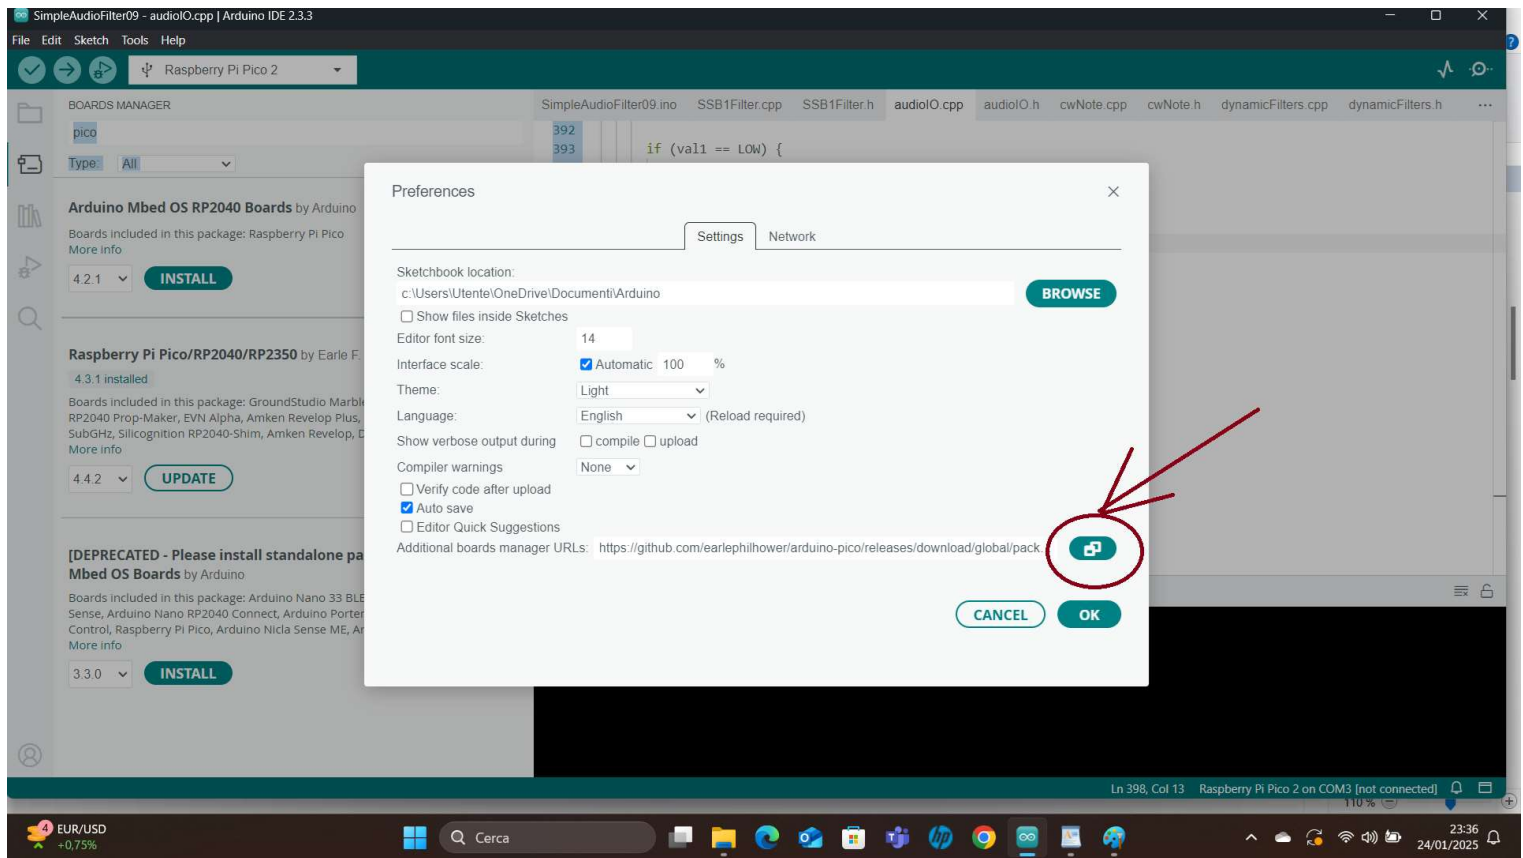 SimpleAudioFilter09 - audioIO.cpp | Arduino IDE 2.3.3
File Edit Sketch Tools Help
Raspberry Pi Pico 2
BOARDS MANAGER
pico
Type: All
Arduino Mbed OS RP2040 Boards by Arduino
Boards included in this package: Raspberry Pi Pico
More info
4.2.1 INSTALL
Raspberry Pi Pico/RP2040/RP2350 by Earle F.
4.3.1 installed
Boards included in this package: GroundStudio Marble
RP2040 Prop-Maker, EVN Alpha, Amken Revelop Plus,
SubGHz, Silicognition RP2040-Shim, Amken Revelop,
More info
4.4.2 UPDATE
[DEPRECATED - Please install standalone pa
Mbed OS Boards by Arduino
Boards included in this package: Arduino Nano 33 BLE
Sense, Arduino Nano RP2040 Connect, Arduino Porten
Control, Raspberry Pi Pico, Arduino Nicla Sense ME,
More info
3.3.0 INSTALL
SimpleAudioFilter09.ino SSB1Filter.cpp SSB1Filter.h audioIO.cpp audioIO.h cwNote.cpp cwNote.h dynamicFilters.cpp dynamicFilters.h ...
392
393 if (val1 == LOW) {
Preferences
Settings Network
Sketchbook location:
c:\Users\Utente\OneDrive\Documenti\Arduino BROWSE
Show files inside Sketches
Editor font size: 14
Interface scale: Automatic 100 %
Theme: Light
Language: English (Reload required)
Show verbose output during compile upload
Compiler warnings None
Verify code after upload
Auto save
Editor Quick Suggestions
Additional boards manager URLs: https://github.com/earlephilhower/arduino-pico/releases/download/global/pack
CANCEL OK
Ln 398, Col 13 Raspberry Pi Pico 2 on COM3 [not connected]
110 %
4 EUR/USD
+0,75%
Cerca
23:36
24/01/2025